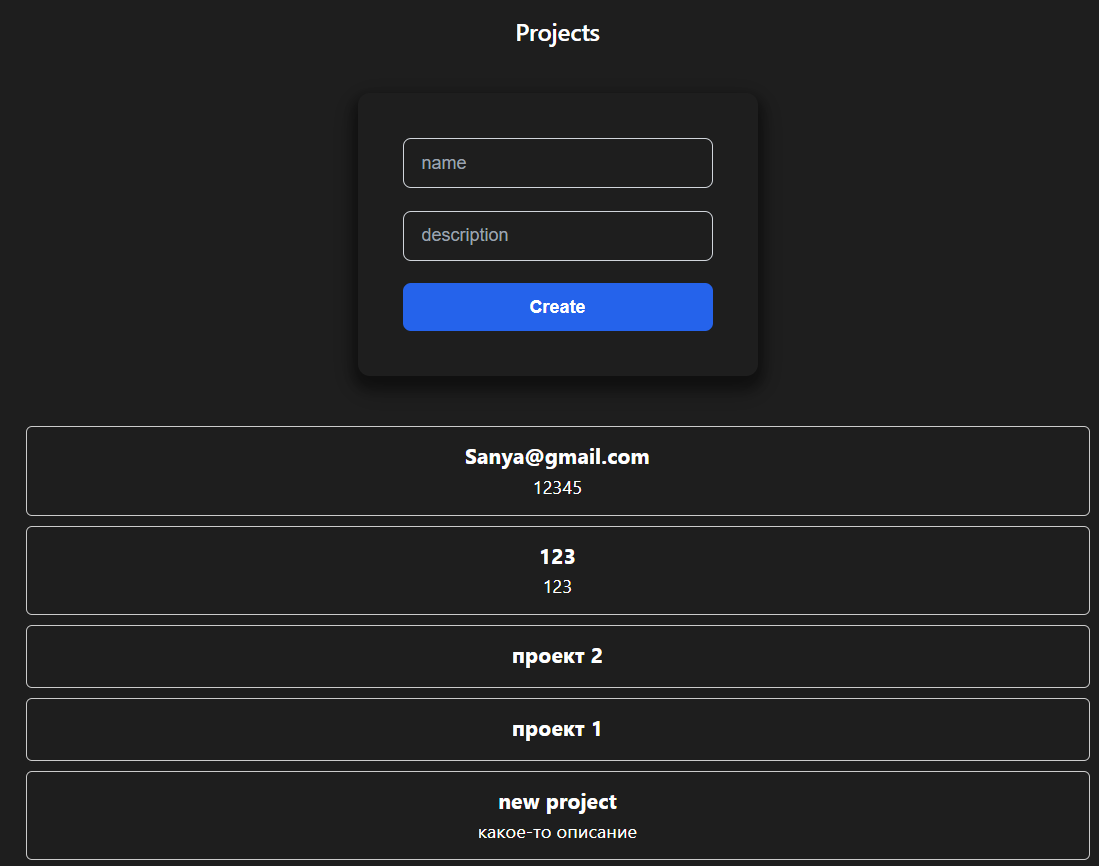 Projects
name
description
Create
Sanya@gmail.com
12345
123
123
проект 2
проект 1
new project
какое-то описание